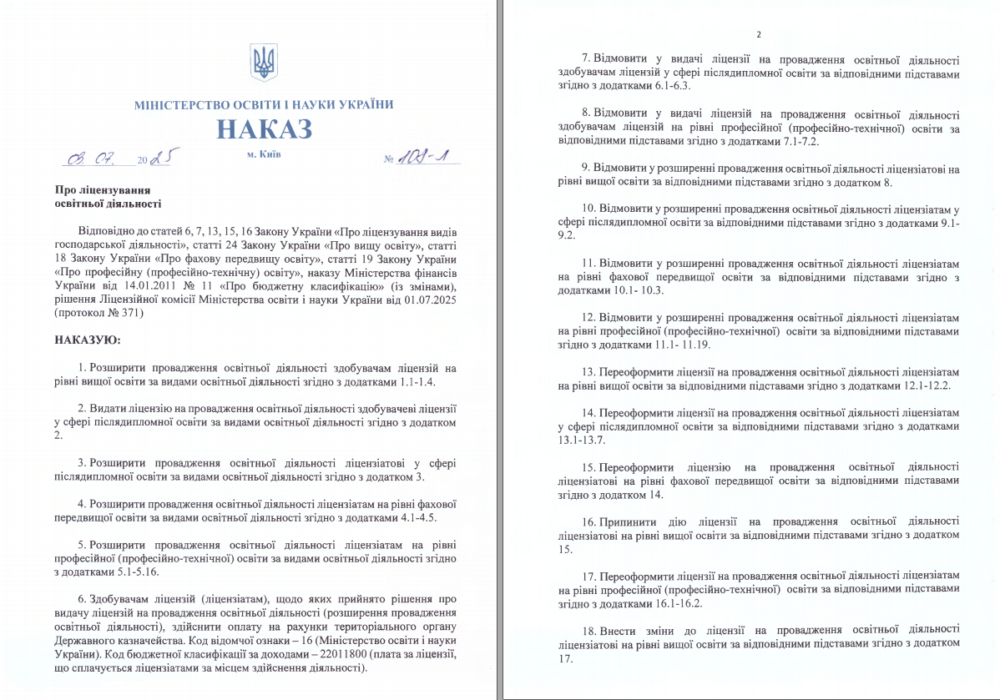 МІНІСТЕРСТВО ОСВІТИ І НАУКИ УКРАЇНИ
НАКАЗ
03. 07. 2025 м. Київ № 109-1
Про ліцензування
освітньої діяльності
Відповідно до статей 6, 7, 13, 15, 16 Закону України «Про ліцензування видів
господарської діяльності», статті 24 Закону України «Про вищу освіту», статті
18 Закону України «Про фахову передвищу освіту», статті 19 Закону України
«Про професійну (професійно-технічну) освіту», наказу Міністерства фінансів
України від 14.01.2011 № 11 «Про бюджетну класифікацію» (із змінами),
рішення Ліцензійної комісії Міністерства освіти і науки України від 01.07.2025
(протокол № 371)
НАКАЗУЮ:
1. Розширити провадження освітньої діяльності здобувачам ліцензій на
рівні вищої освіти за видами освітньої діяльності згідно з додатками 1.1-1.4.
2. Видати ліцензію на провадження освітньої діяльності здобувачеві ліцензії
у сфері післядипломної освіти за видами освітньої діяльності згідно з додатком
2.
3. Розширити провадження освітньої діяльності ліцензіатові у сфері
післядипломної освіти за видами освітньої діяльності згідно з додатком 3.
4. Розширити провадження освітньої діяльності ліцензіатам на рівні фахової
передвищої освіти за видами освітньої діяльності згідно з додатками 4.1-4.5.
5. Розширити провадження освітньої діяльності ліцензіатам на рівні
професійної (професійно-технічної) освіти за видами освітньої діяльності згідно
з додатками 5.1-5.16.
6. Здобувачам ліцензій (ліцензіатам), щодо яких прийнято рішення про
видачу ліцензій на провадження освітньої діяльності (розширення провадження
освітньої діяльності), здійснити оплату на рахунки територіального органу
Державного казначейства. Код відомчої ознаки – 16 (Міністерство освіти і науки
України). Код бюджетної класифікації за доходами – 22011800 (плата за ліцензії,
що сплачується ліцензіатами за місцем здійснення діяльності).
2
7. Відмовити у видачі ліцензії на провадження освітньої діяльності
здобувачам ліцензій у сфері післядипломної освіти за відповідними підставами
згідно з додатками 6.1-6.3.
8. Відмовити у видачі ліцензій на провадження освітньої діяльності
здобувачам ліцензій на рівні професійної (професійно-технічної) освіти за
відповідними підставами згідно з додатками 7.1-7.2.
9. Відмовити у розширенні провадження освітньої діяльності ліцензіатові на
рівні вищої освіти за відповідними підставами згідно з додатком 8.
10. Відмовити у розширенні провадження освітньої діяльності ліцензіатам у
сфері післядипломної освіти за відповідними підставами згідно з додатками 9.1-
9.2.
11. Відмовити у розширенні провадження освітньої діяльності ліцензіатам
на рівні фахової передвищої освіти за відповідними підставами згідно з
додатками 10.1- 10.3.
12. Відмовити у розширенні провадження освітньої діяльності ліцензіатам
на рівні професійної (професійно-технічної) освіти за відповідними підставами
згідно з додатками 11.1- 11.19.
13. Переоформити ліцензії на провадження освітньої діяльності ліцензіатам
на рівні вищої освіти за відповідними підставами згідно з додатками 12.1-12.2.
14. Переоформити ліцензії на провадження освітньої діяльності ліцензіатам
у сфері післядипломної освіти за відповідними підставами згідно з додатками
13.1-13.7.
15. Переоформити ліцензію на провадження освітньої діяльності
ліцензіатові на рівні фахової передвищої освіти за відповідними підставами
згідно з додатком 14.
16. Припинити дію ліцензії на провадження освітньої діяльності
ліцензіатові на рівні вищої освіти за відповідними підставами згідно з додатком
15.
17. Переоформити ліцензії на провадження освітньої діяльності ліцензіатам
на рівні професійної (професійно-технічної) освіти за відповідними підставами
згідно з додатками 16.1-16.2.
18. Внести зміни до ліцензії на провадження освітньої діяльності
ліцензіатові на рівні вищої освіти за відповідними підставами згідно з додатком
17.